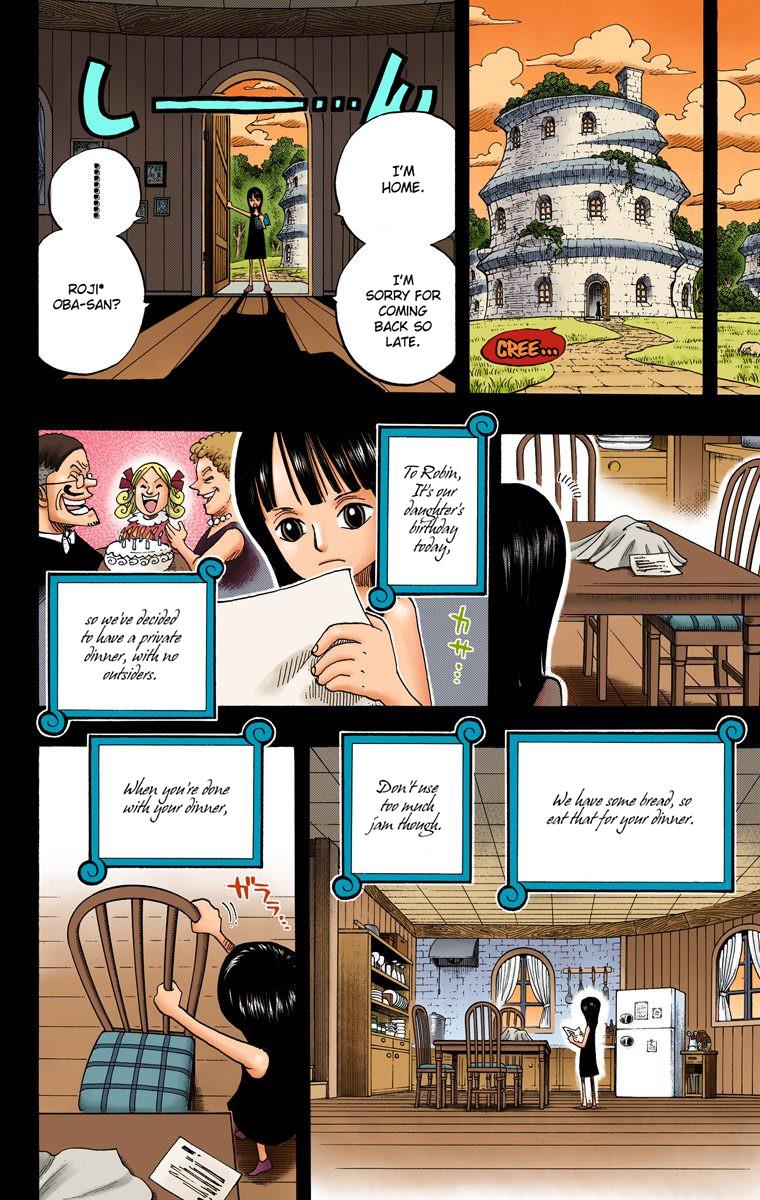 CREE...
I'M
HOME.
I'M
SORRY FOR
COMING
BACK SO
LATE.
しーーん
...
.........
ROJI*
OBA-SAN?
To Robin,
It's our
daughter's
birthday
today,
カサ...
so we've decided
to have a private
dinner, with no
outsiders.
We have some bread, so
eat that for your dinner.
Don't use
too much
jam though.
When you're done
with your dinner,
ガララ...